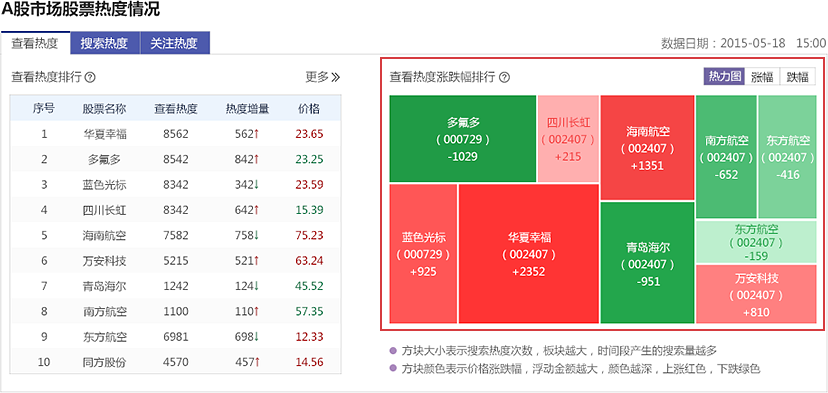 A股市场股票热度情况
查看热度 搜索热度 关注热度
数据日期：2015-05-18 15:00
查看热度排行 ? 更多 »
序号 股票名称 查看热度 热度增量 价格
1 华夏幸福 8562 562↑ 23.65
2 多氟多 8542 842↑ 23.25
3 蓝色光标 8342 342↓ 23.59
4 四川长虹 8342 642↑ 15.39
5 海南航空 7582 758↓ 75.23
6 万安科技 5215 521↑ 63.24
7 青岛海尔 1242 124↓ 45.52
8 南方航空 1100 110↑ 57.35
9 东方航空 6981 698↓ 12.33
10 同方股份 4570 457↑ 14.56
查看热度涨跌幅排行 ? 热力图 涨幅 跌幅
多氟多
（000729）
-1029
四川长虹
（002407）
+215
海南航空
（002407）
+1351
南方航空
（002407）
-652
东方航空
（002407）
-416
蓝色光标
（000729）
+925
华夏幸福
（002407）
+2352
青岛海尔
（002407）
-951
东方航空
（002407）
-159
万安科技
（002407）
+810
方块大小表示搜索热度次数，板块越大，时间段产生的搜索量越多
方块颜色表示价格涨跌幅，浮动金额越大，颜色越深，上涨红色，下跌绿色